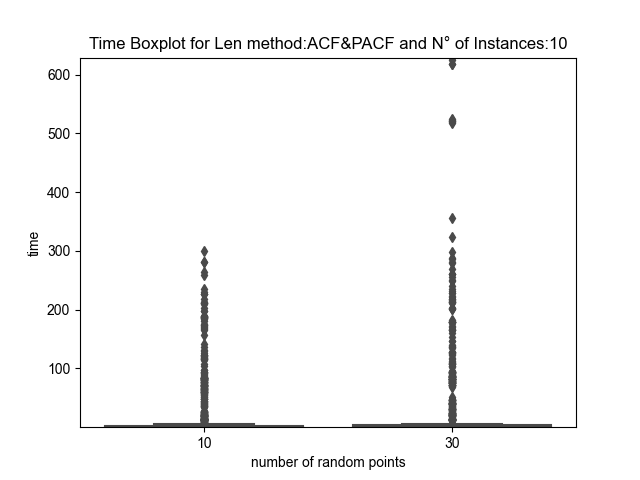 Time Boxplot for Len method:ACF&PACF and N° of Instances:10
600
500
400
300
200
100
time
10 30
number of random points